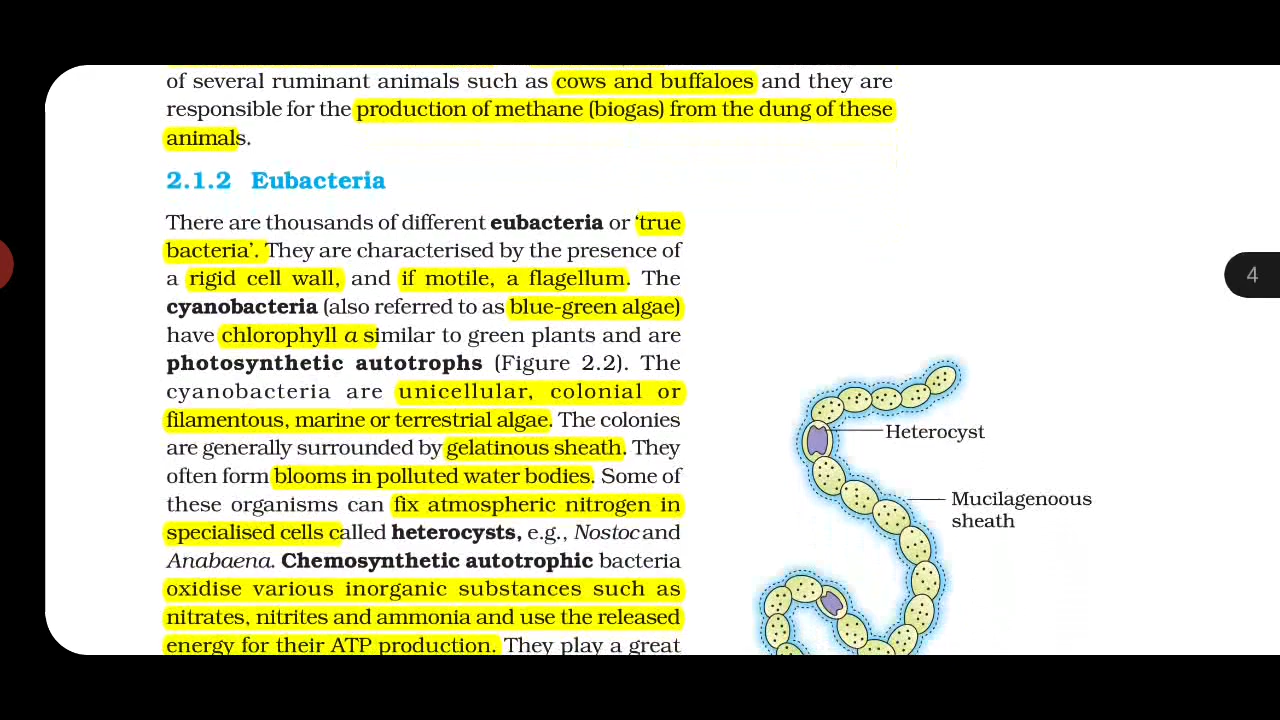 of several ruminant animals such as cows and buffaloes and they are
responsible for the production of methane (biogas) from the dung of these
animals.
2.1.2 Eubacteria
There are thousands of different eubacteria or ‘true
bacteria’. They are characterised by the presence of
a rigid cell wall, and if motile, a flagellum. The
cyanobacteria (also referred to as blue-green algae)
have chlorophyll a similar to green plants and are
photosynthetic autotrophs (Figure 2.2). The
cyanobacteria are unicellular, colonial or
filamentous, marine or terrestrial algae. The colonies
are generally surrounded by gelatinous sheath. They
often form blooms in polluted water bodies. Some of
these organisms can fix atmospheric nitrogen in
specialised cells called heterocysts, e.g., Nostoc and
Anabaena. Chemosynthetic autotrophic bacteria
oxidise various inorganic substances such as
nitrates, nitrites and ammonia and use the released
energy for their ATP production. They play a great
Heterocyst
Mucilagenoous
sheath
4